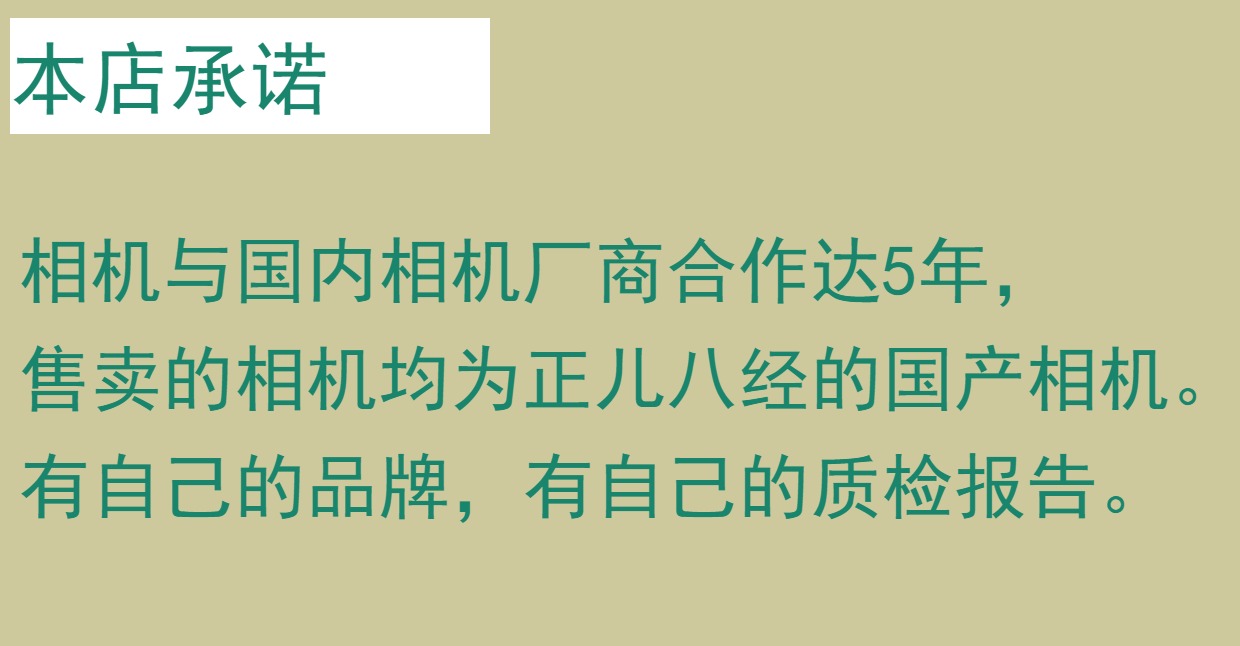 本店承诺
相机与国内相机厂商合作达5年，
售卖的相机均为正儿八经的国产相机。
有自己的品牌，有自己的质检报告。